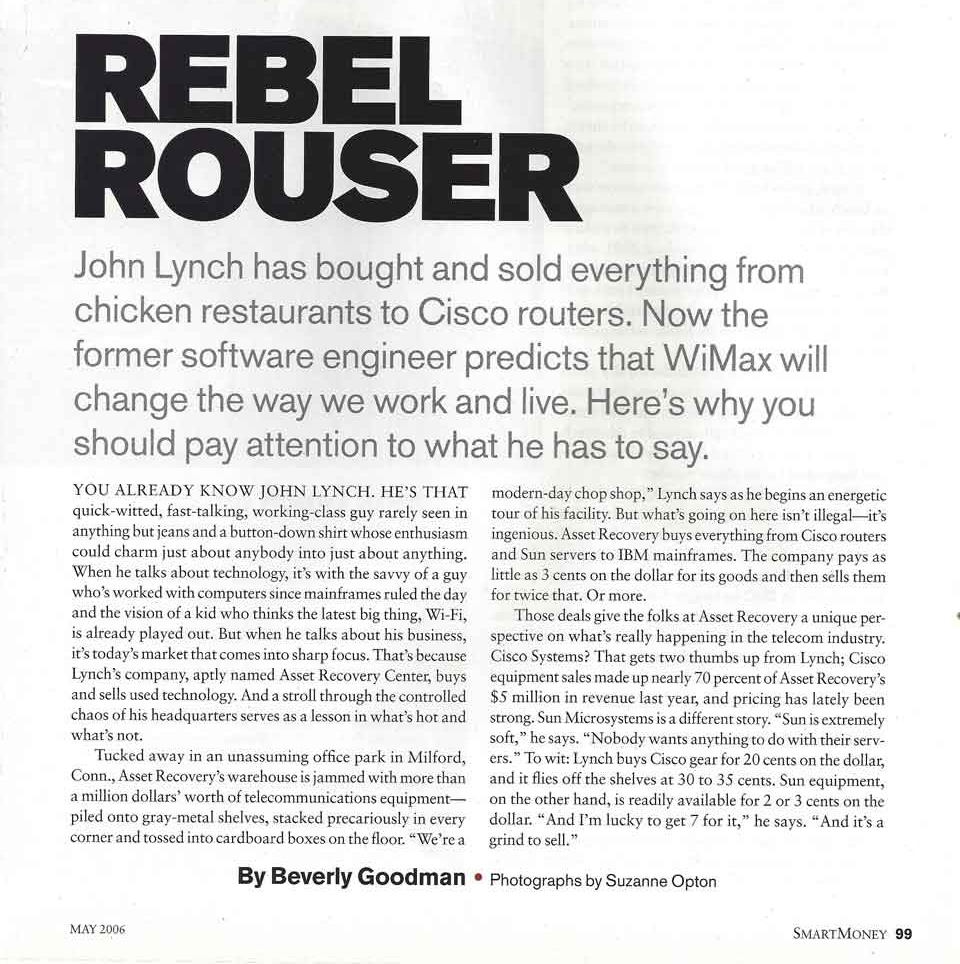 REBEL
ROUSER
John Lynch has bought and sold everything from
chicken restaurants to Cisco routers. Now the
former software engineer predicts that WiMax will
change the way we work and live. Here's why you
should pay attention to what he has to say.
YOU ALREADY KNOW JOHN LYNCH. HE'S THAT
quick-witted, fast-talking, working-class guy rarely seen in
anything but jeans and a button-down shirt whose enthusiasm
could charm just about anybody into just about anything.
When he talks about technology, it's with the savvy of a guy
who's worked with computers since mainframes ruled the day
and the vision of a kid who thinks the latest big thing, Wi-Fi,
is already played out. But when he talks about his business,
it's today's market that comes into sharp focus. That's because
Lynch's company, aptly named Asset Recovery Center, buys
and sells used technology. And a stroll through the controlled
chaos of his headquarters serves as a lesson in what's hot and
what's not.
Tucked away in an unassuming office park in Milford,
Conn., Asset Recovery's warehouse is jammed with more than
a million dollars' worth of telecommunications equipment—
piled onto gray-metal shelves, stacked precariously in every
corner and tossed into cardboard boxes on the floor. "We're a
modern-day chop shop," Lynch says as he begins an energetic
tour of his facility. But what's going on here isn't illegal—it's
ingenious. Asset Recovery buys everything from Cisco routers
and Sun servers to IBM mainframes. The company pays as
little as 3 cents on the dollar for its goods and then sells them
for twice that. Or more.
Those deals give the folks at Asset Recovery a unique per-
spective on what's really happening in the telecom industry.
Cisco Systems? That gets two thumbs up from Lynch; Cisco
equipment sales made up nearly 70 percent of Asset Recovery's
$5 million in revenue last year, and pricing has lately been
strong. Sun Microsystems is a different story. "Sun is extremely
soft," he says. "Nobody wants anything to do with their serv-
ers." To wit: Lynch buys Cisco gear for 20 cents on the dollar,
and it flies off the shelves at 30 to 35 cents. Sun equipment,
on the other hand, is readily available for 2 or 3 cents on the
dollar. "And I'm lucky to get 7 for it," he says. "And it's a
grind to sell."
By Beverly Goodman • Photographs by Suzanne Opton
MAY 2006
SMARTMONEY 99